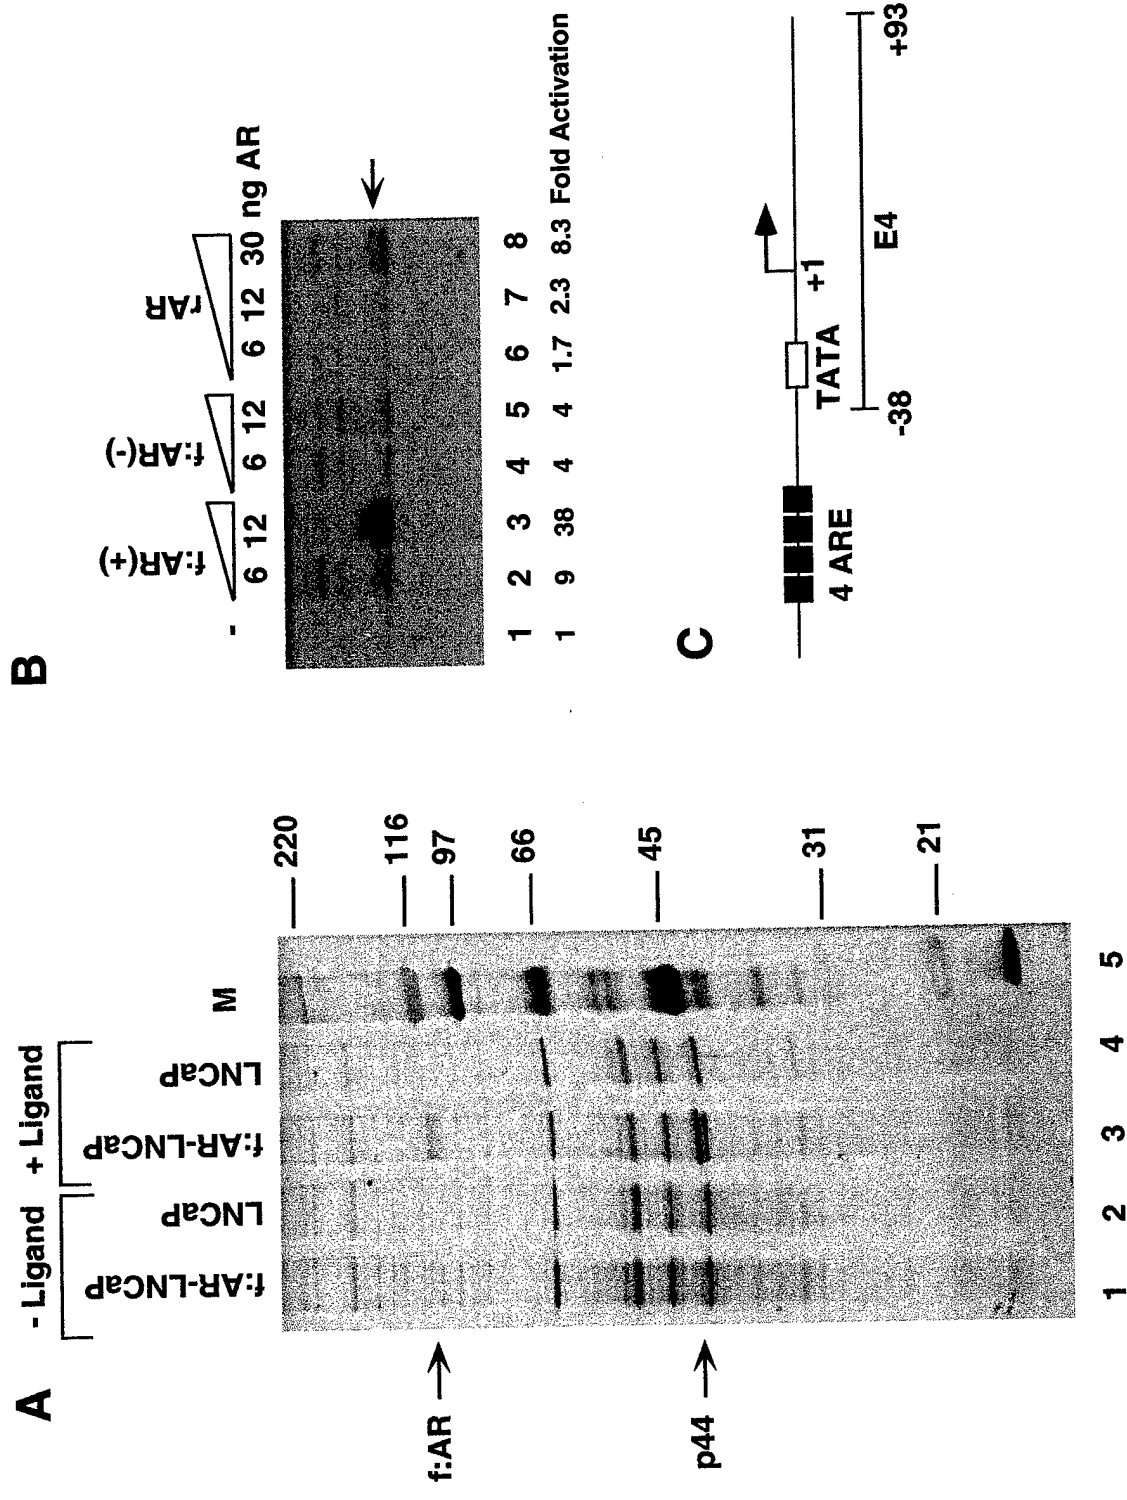 A
- Ligand + Ligand
f:AR-LNCaP LNCaP f:AR-LNCaP LNCaP M
220
116
97
66
45
31
21
f:AR
p44
1 2 3 4 5
B
- f:AR(+) f:AR(-) rAR
6 12 6 12 6 12 30 ng AR
1 2 3 4 5 6 7 8
1 9 38 4 4 1.7 2.3 8.3 Fold Activation
C
4 ARE TATA +1
-38 E4 +93